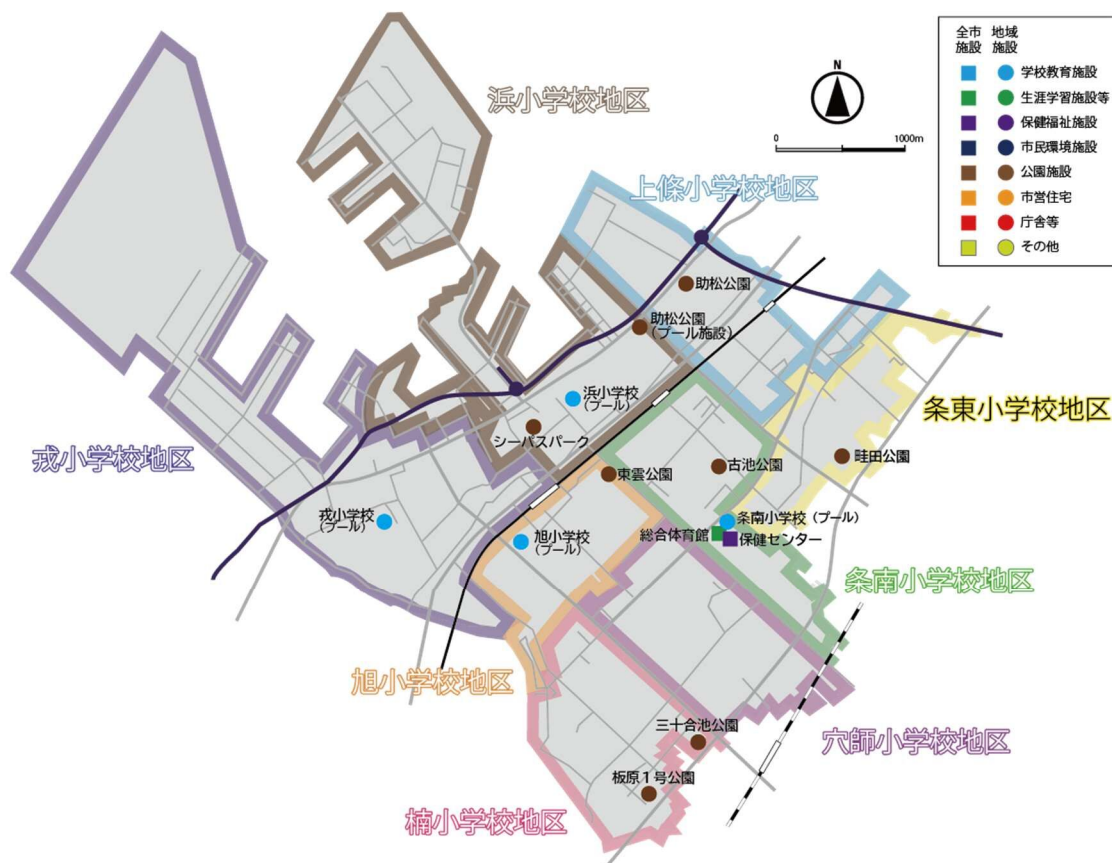 全市 地域
施設 施設
学校教育施設
生涯学習施設等
保健福祉施設
市民環境施設
公園施設
市営住宅
庁舎等
その他
N
0 1000m
浜小学校地区
上條小学校地区
助松公園
助松公園
(プール施設)
浜小学校
(プール)
シーパスパーク
条東小学校地区
畦田公園
戎小学校地区
東雲公園
古池公園
戎小学校
(プール)
旭小学校
(プール)
条南小学校(プール)
総合体育館
保健センター
条南小学校地区
旭小学校地区
三十合池公園
穴師小学校地区
板原1号公園
楠小学校地区